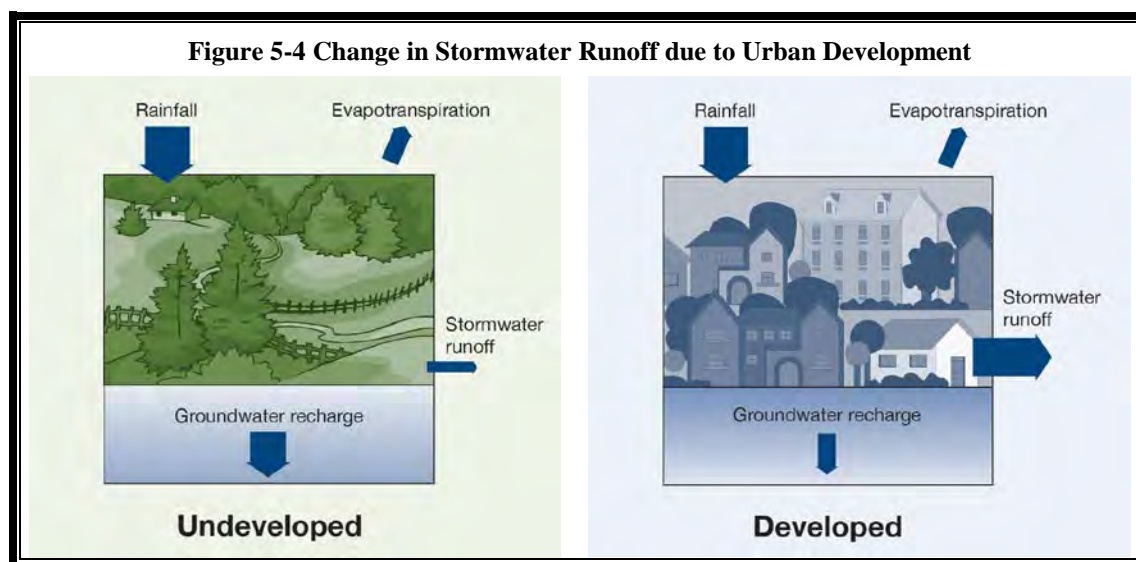 Figure 5-4 Change in Stormwater Runoff due to Urban Development
Rainfall
Evapotranspiration
Stormwater
runoff
Groundwater recharge
Undeveloped
Rainfall
Evapotranspiration
Stormwater
runoff
Groundwater recharge
Developed